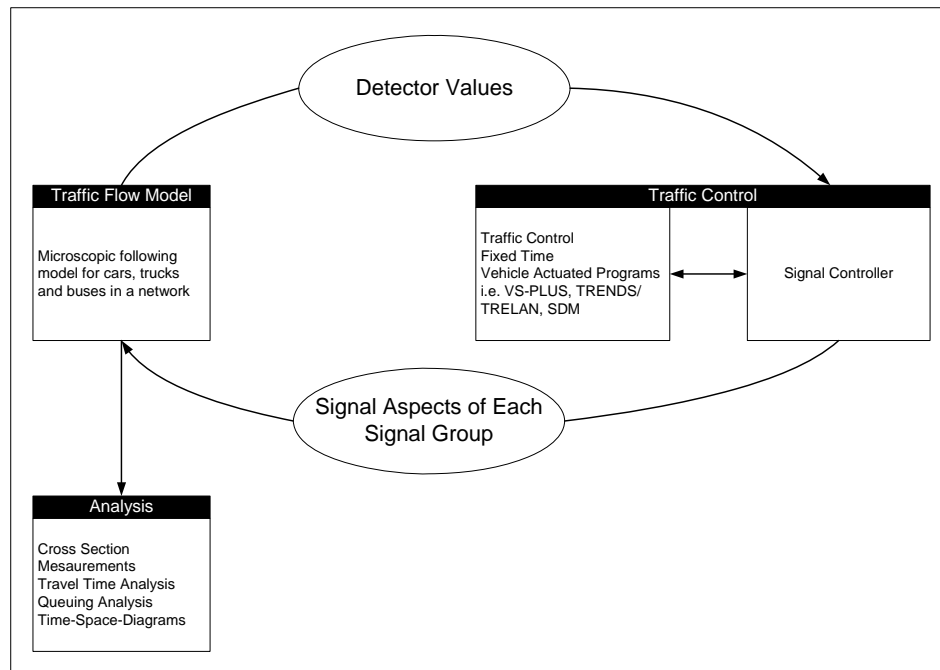 Detector Values
Traffic Flow Model
Microscopic following
model for cars, trucks
and buses in a network
Traffic Control
Traffic Control
Fixed Time
Vehicle Actuated Programs
i.e. VS-PLUS, TRENDS/
TRELAN, SDM
Signal Controller
Signal Aspects of Each
Signal Group
Analysis
Cross Section
Mesaurements
Travel Time Analysis
Queuing Analysis
Time-Space-Diagrams